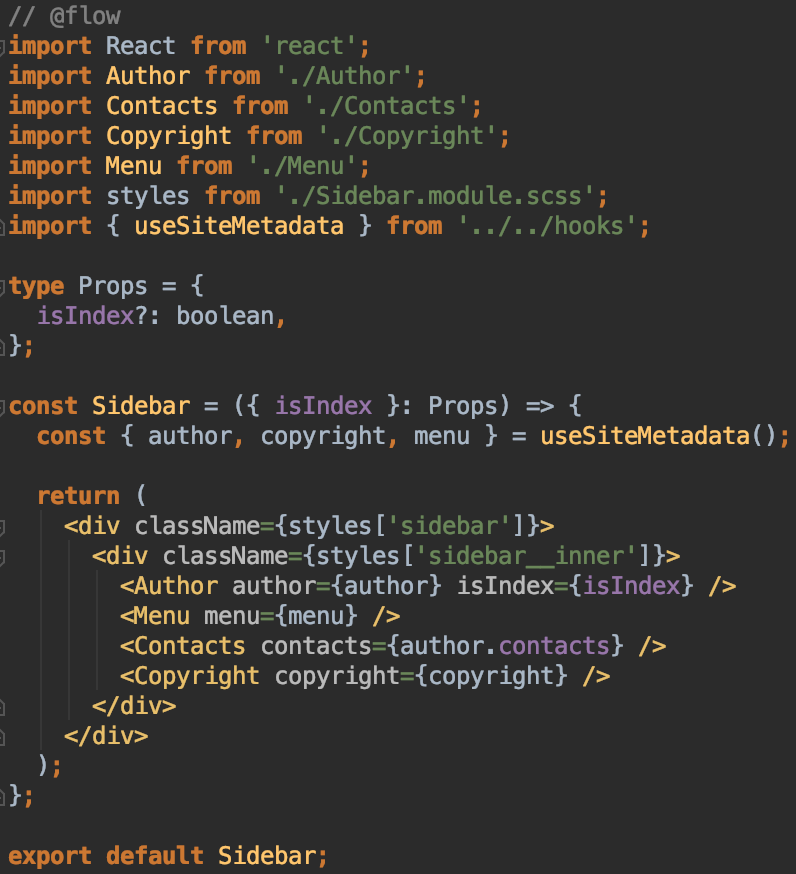 // @flow
import React from 'react';
import Author from './Author';
import Contacts from './Contacts';
import Copyright from './Copyright';
import Menu from './Menu';
import styles from './Sidebar.module.scss';
import { useSiteMetadata } from '../../hooks';

type Props = {
  isIndex?: boolean,
};

const Sidebar = ({ isIndex }: Props) => {
  const { author, copyright, menu } = useSiteMetadata();

  return (
    <div className={styles['sidebar']}>
      <div className={styles['sidebar__inner']}>
        <Author author={author} isIndex={isIndex} />
        <Menu menu={menu} />
        <Contacts contacts={author.contacts} />
        <Copyright copyright={copyright} />
      </div>
    </div>
  );
};

export default Sidebar;